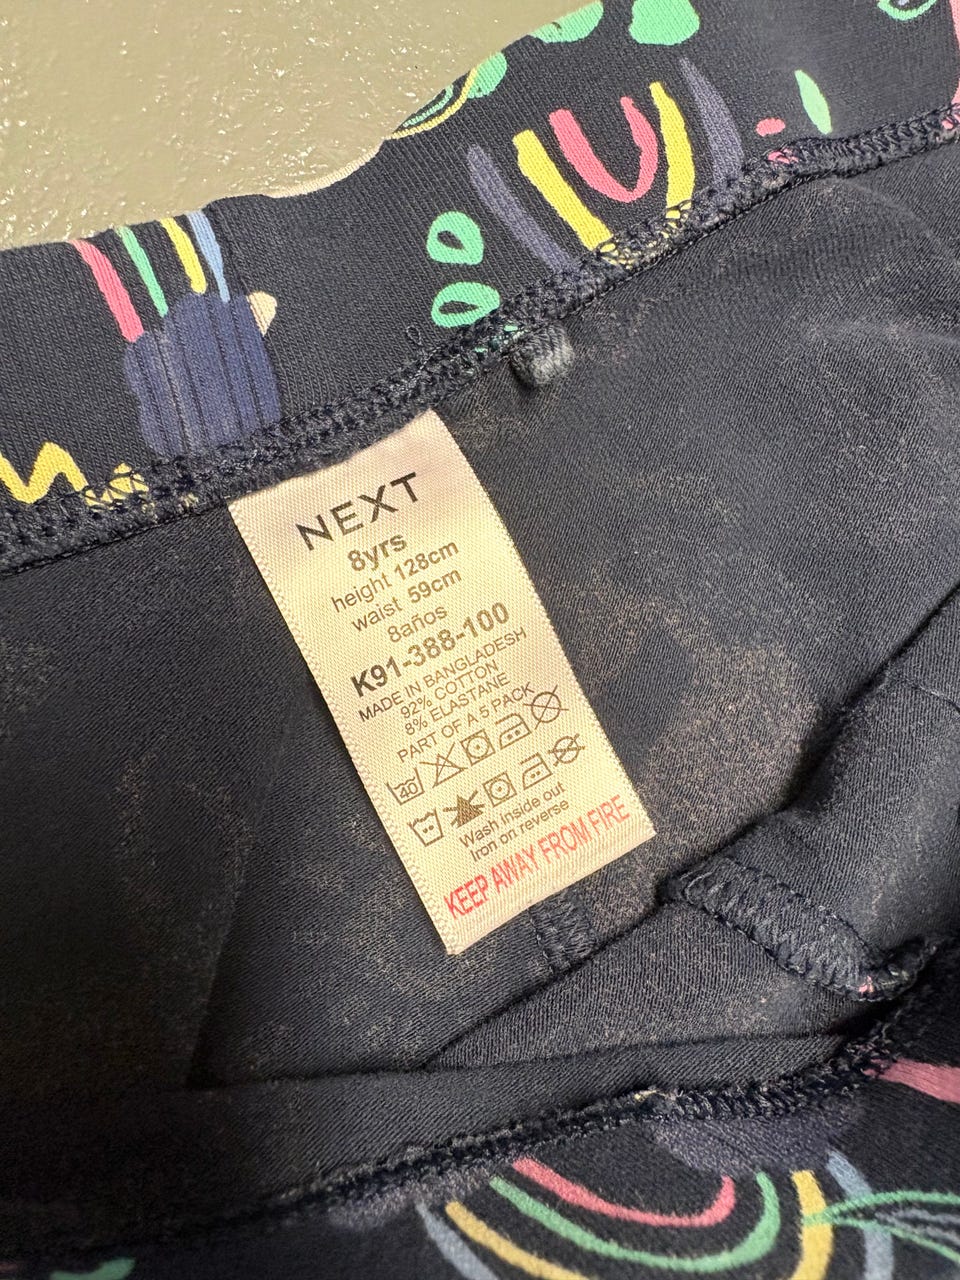 NEXT
8yrs
height 128cm
waist 59cm
8años
K91-388-100
MADE IN BANGLADESH
92% COTTON
8% ELASTANE
PART OF A 5 PACK
40
Wash inside out
Iron on reverse
KEEP AWAY FROM FIRE